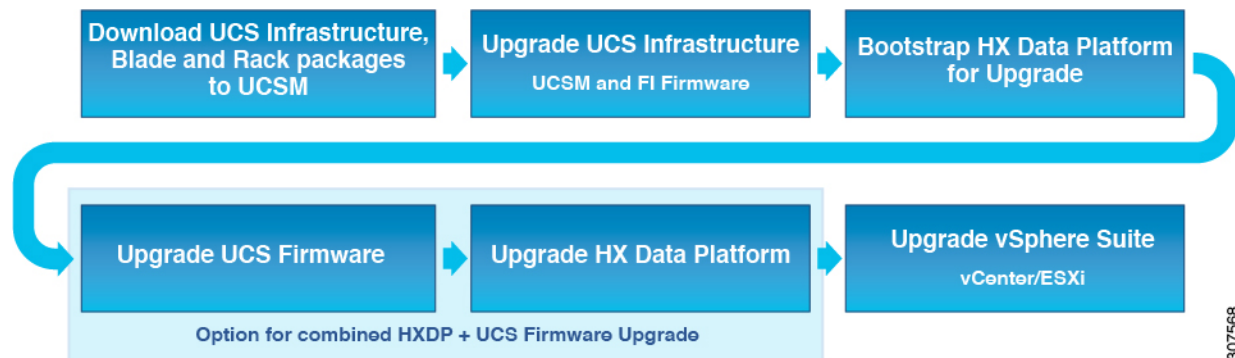 Download UCS Infrastructure,
Blade and Rack packages
to UCSM
Upgrade UCS Infrastructure
UCSM and FI Firmware
Bootstrap HX Data Platform
for Upgrade
Upgrade UCS Firmware
Upgrade HX Data Platform
Upgrade vSphere Suite
vCenter/ESXi
Option for combined HXDP + UCS Firmware Upgrade
307568